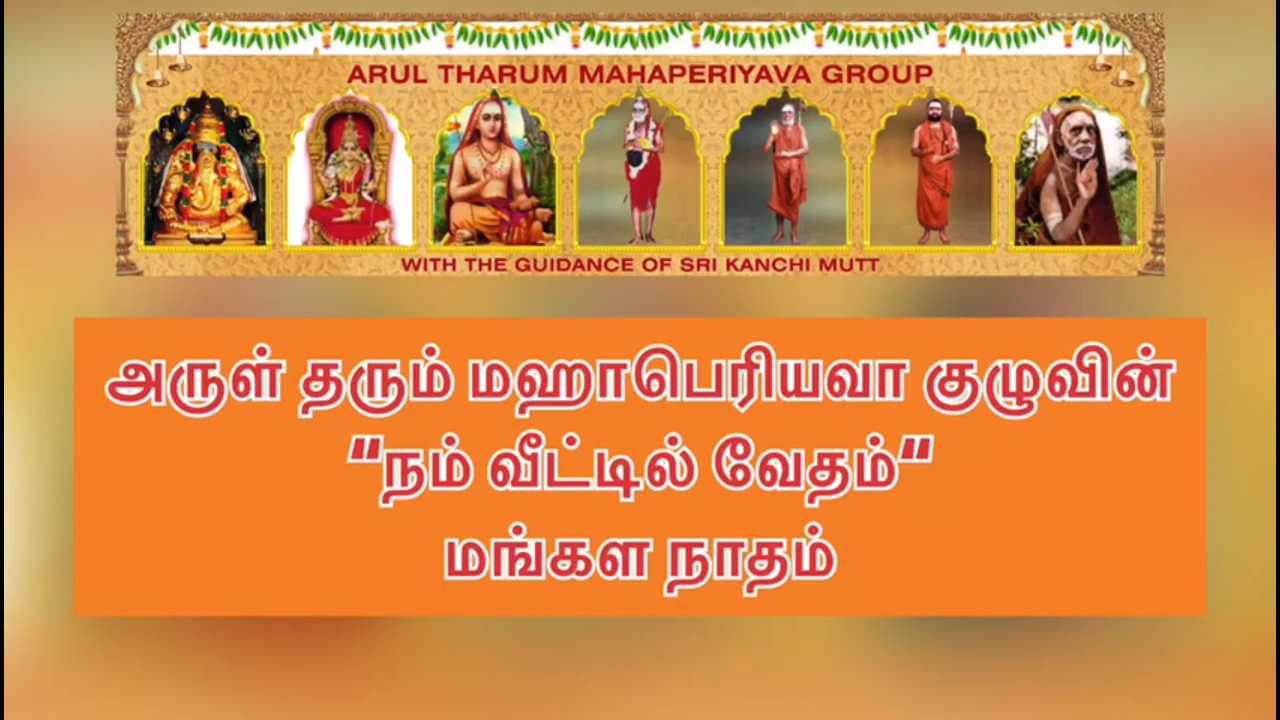 ARUL THARUM MAHAPERIYAVA GROUP
WITH THE GUIDANCE OF SRI KANCHI MUTT
அருள் தரும் மஹாபெரியவா குழுவின்
“நம் வீட்டில் வேதம்“
மங்கள நாதம்